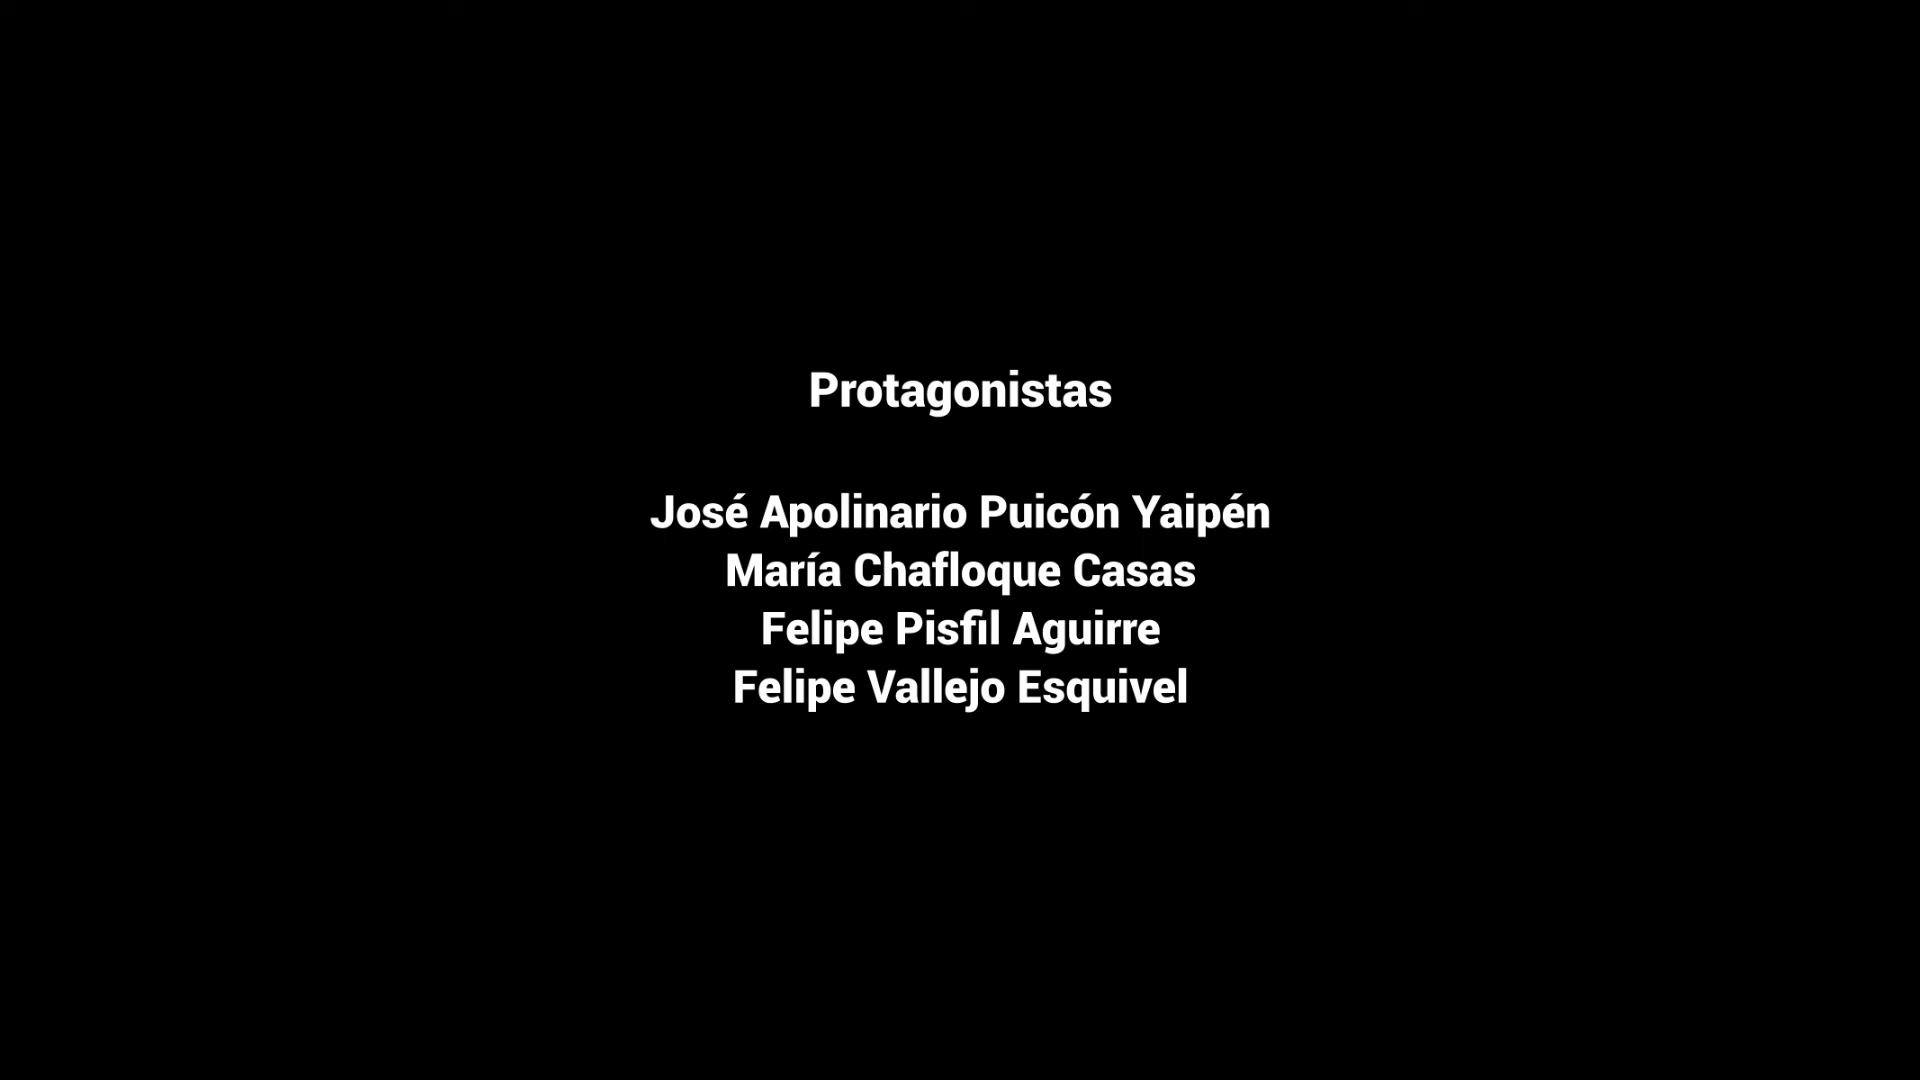 Protagonistas
José Apolinario Puicón Yaipén
María Chafloque Casas
Felipe Pisfil Aguirre
Felipe Vallejo Esquivel